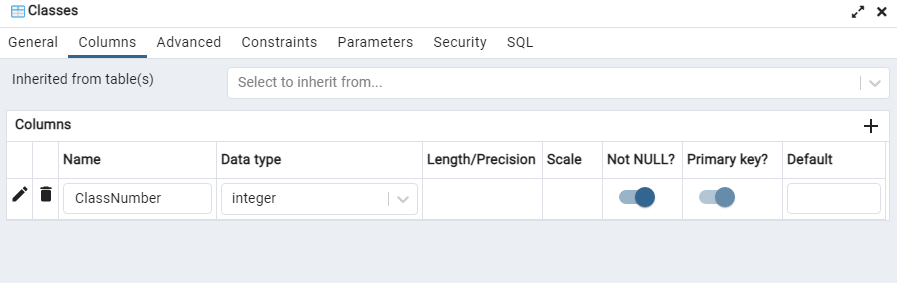 Classes
General Columns Advanced Constraints Parameters Security SQL
Inherited from table(s) Select to inherit from...
Columns
Name Data type Length/Precision Scale Not NULL? Primary key? Default
ClassNumber integer